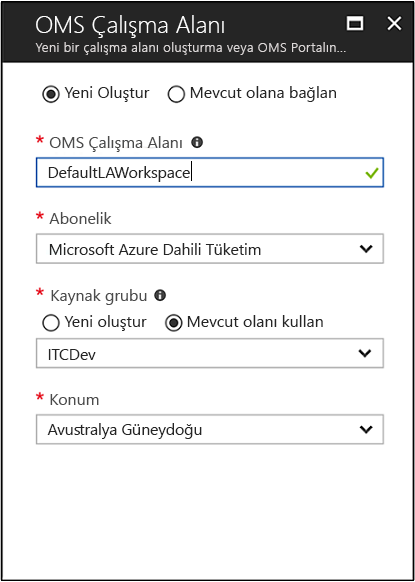 OMS Çalışma Alanı
Yeni bir çalışma alanı oluşturma veya OMS Portalın...
Yeni Oluştur Mevcut olana bağlan
* OMS Çalışma Alanı
DefaultLAWorkspace
* Abonelik
Microsoft Azure Dahili Tüketim
* Kaynak grubu
Yeni oluştur Mevcut olanı kullan
ITCDev
* Konum
Avustralya Güneydoğu